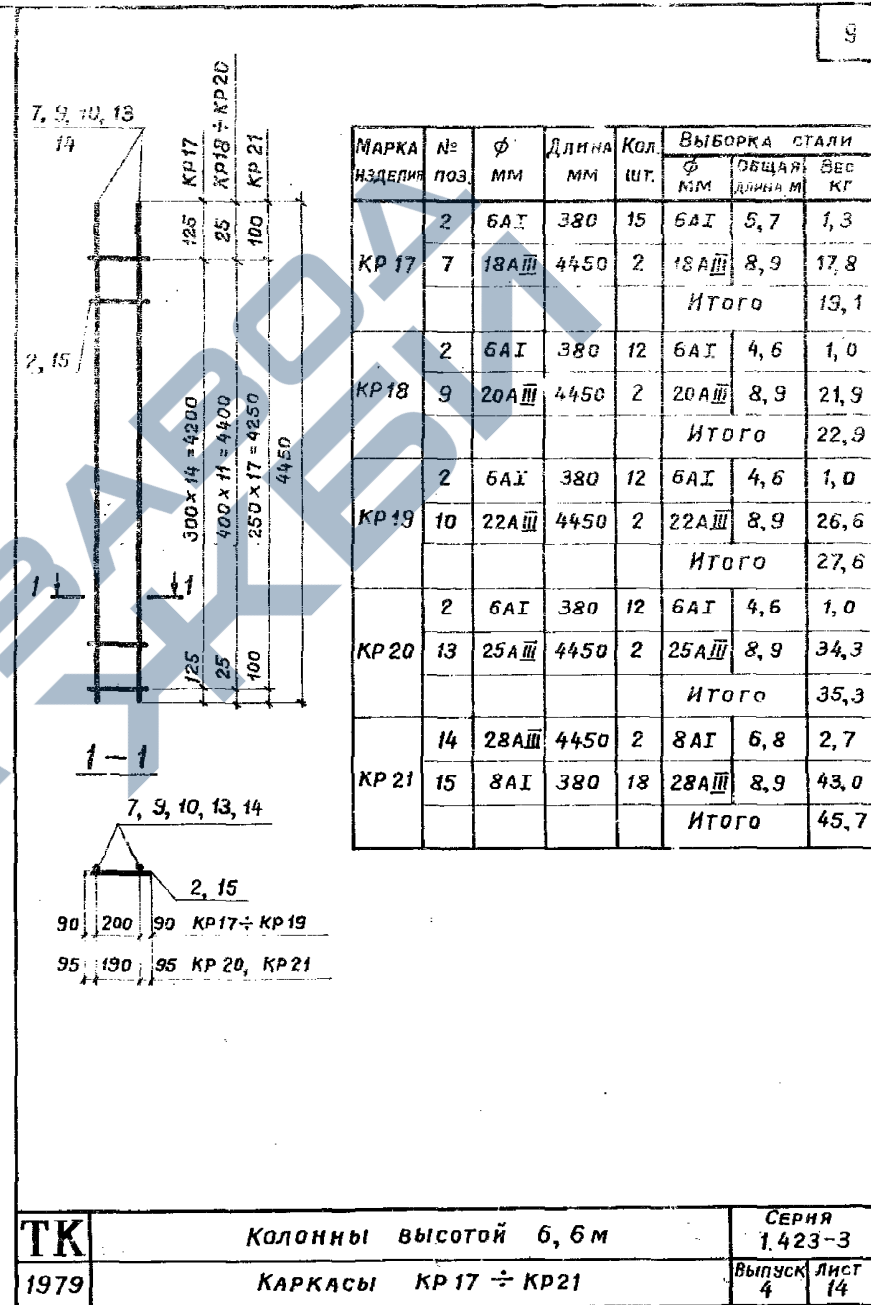 9
7, 9, 10, 13
14
КР17
КР18 ÷ КР20
КР 21
125
25
100
2, 15
300 х 14 = 4200
400 х 11 = 4400
250 х 17 = 4250
4450
1 1
125
25
100
1 – 1
7, 9, 10, 13, 14
2, 15
90 200 90 КР17÷ КР19
95 190 95 КР 20, КР21
МАРКА ИЗДЕЛИЯ № ПОЗ. ϕ ММ ДЛИНА ММ КОЛ. ШТ. ВЫБОРКА СТАЛИ
ϕ ММ ОБЩАЯ ДЛИНА М ВЕС КГ
2 6АI 380 15 6АI 5,7 1,3
КР 17 7 18АIII 4450 2 18АIII 8,9 17,8
Итого 19,1
2 6АI 380 12 6АI 4,6 1,0
КР18 9 20АIII 4450 2 20АIII 8,9 21,9
Итого 22,9
2 6АI 380 12 6АI 4,6 1,0
КР19 10 22АIII 4450 2 22АIII 8,9 26,6
Итого 27,6
2 6АI 380 12 6АI 4,6 1,0
КР 20 13 25АIII 4450 2 25АIII 8,9 34,3
Итого 35,3
14 28АIII 4450 2 8АI 6,8 2,7
КР 21 15 8АI 380 18 28АIII 8,9 43,0
Итого 45,7
ЗАВОД
ЖБИ
ТК Колонны высотой 6,6м СЕРИЯ 1.423-3
1979 КАРКАСЫ КР 17 ÷ КР21 Выпуск 4 Лист 14